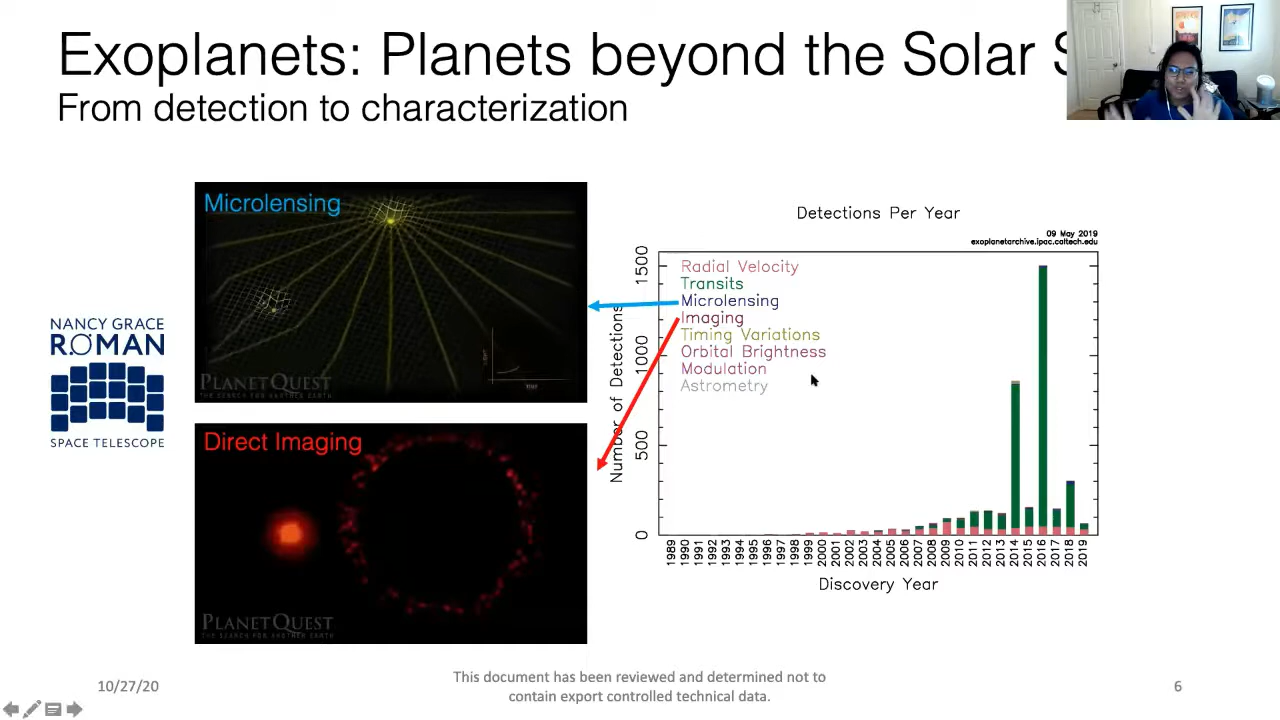 Exoplanets: Planets beyond the Solar S
From detection to characterization
Microlensing
PLANETQUEST
THE SEARCH FOR ANOTHER EARTH
NANCY GRACE
ROMAN
SPACE TELESCOPE
Direct Imaging
PLANETQUEST
THE SEARCH FOR ANOTHER EARTH
Detections Per Year
09 May 2019
exoplanetarchive.ipac.caltech.edu
Number of Detections
1500
1000
500
0
Radial Velocity
Transits
Microlensing
Imaging
Timing Variations
Orbital Brightness
Modulation
Astrometry
1989 1990 1991 1992 1993 1994 1995 1996 1997 1998 1999 2000 2001 2002 2003 2004 2005 2006 2007 2008 2009 2010 2011 2012 2013 2014 2015 2016 2017 2018 2019
Discovery Year
10/27/20
This document has been reviewed and determined not to
contain export controlled technical data.
6